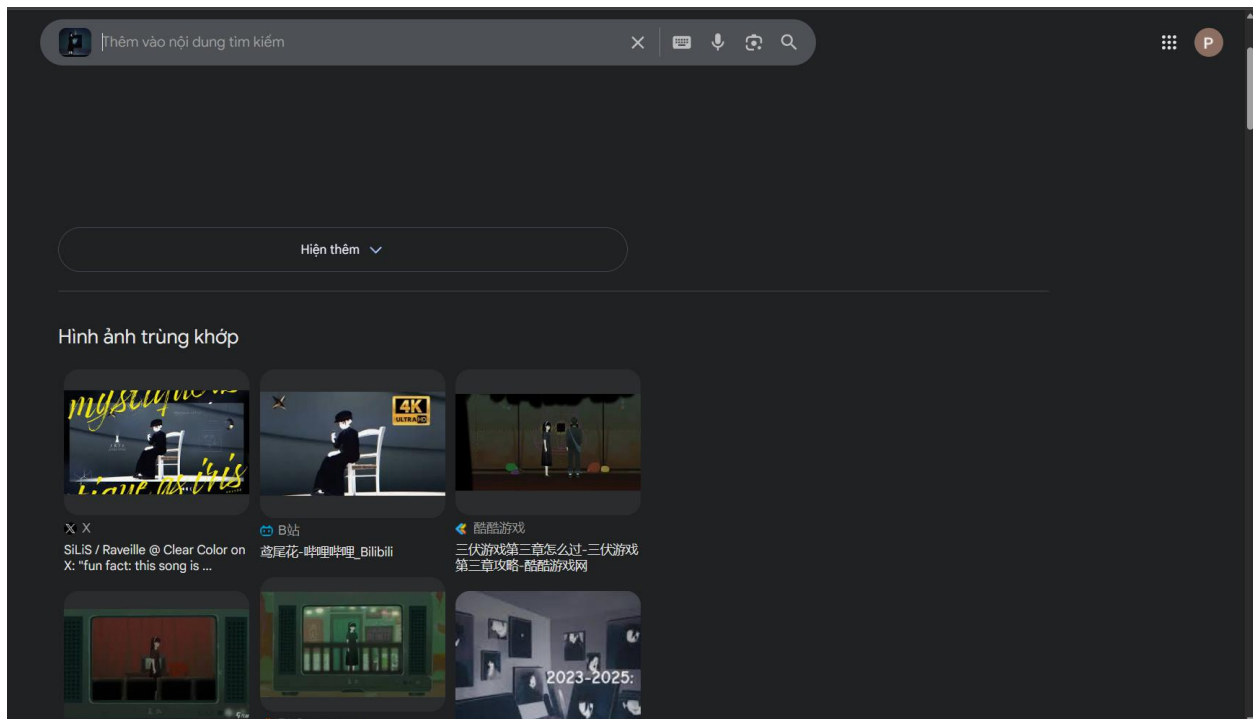 Thêm vào nội dung tìm kiếm
P
Hiện thêm
Hình ảnh trùng khớp
4K
ULTRA HD
X
SiLiS / Raveille @ Clear Color on
X: "fun fact: this song is ...
B站
鸢尾花-哔哩哔哩_Bilibili
酷酷游戏
三伏游戏第三章怎么过-三伏游戏
第三章攻略-酷酷游戏网
2023-2025: